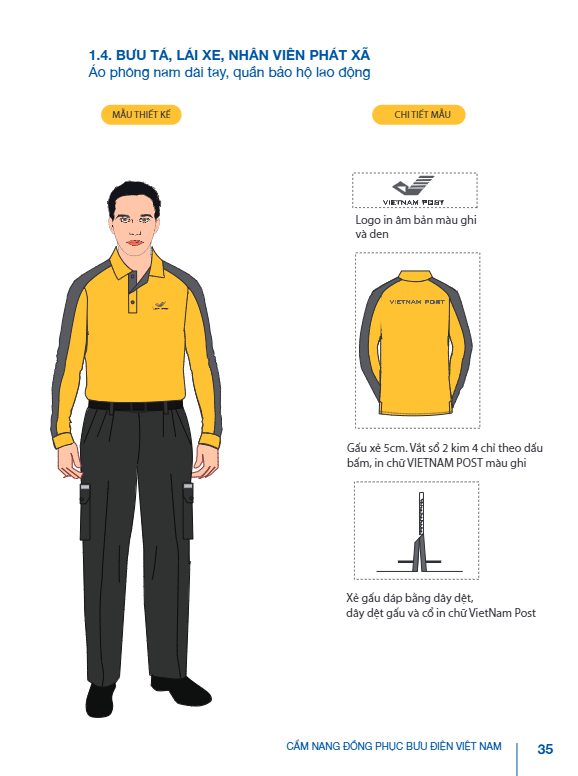 1.4. BƯU TÁ, LÁI XE, NHÂN VIÊN PHÁT XÃ
Áo phông nam dài tay, quần bảo hộ lao động
MẪU THIẾT KẾ
CHI TIẾT MẪU
VIETNAM POST
Logo in âm bản màu ghi
và đen
VIETNAM POST
Gấu xẻ 5cm. Vắt sổ 2 kim 4 chỉ theo dấu
bấm, in chữ VIETNAM POST màu ghi
Xẻ gấu dáp bằng dây dệt,
dây dệt gấu và cổ in chữ VietNam Post
CẨM NANG ĐỒNG PHỤC BƯU ĐIỆN VIỆT NAM
35